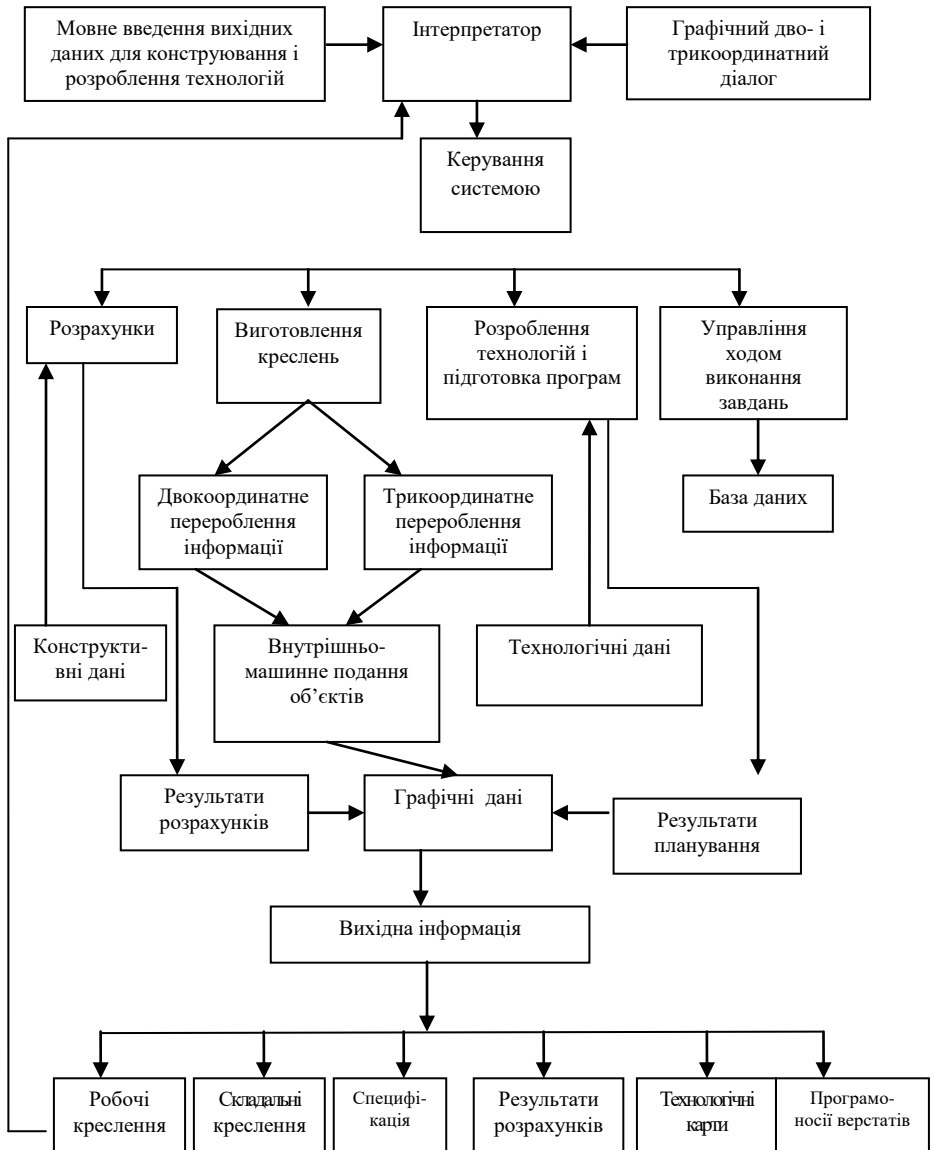 Мовне введення вихідних
даних для конструювання і
розроблення технологій
Інтерпретатор
Графічний дво- і
трикоординатний
діалог
Керування
системою
Розрахунки
Виготовлення
креслень
Розроблення
технологій і
підготовка програм
Управління
ходом
виконання
завдань
Двокоординатне
перероблення
інформації
Трикоординатне
перероблення
інформації
База даних
Конструкти-
вні дані
Внутрішньо-
машинне подання
об’єктів
Технологічні дані
Результати
розрахунків
Графічні дані
Результати
планування
Вихідна інформація
Робочі
креслення
Складальні
креслення
Специфі-
кація
Результати
розрахунків
Технологічні
карти
Програмо-
носії верстатів